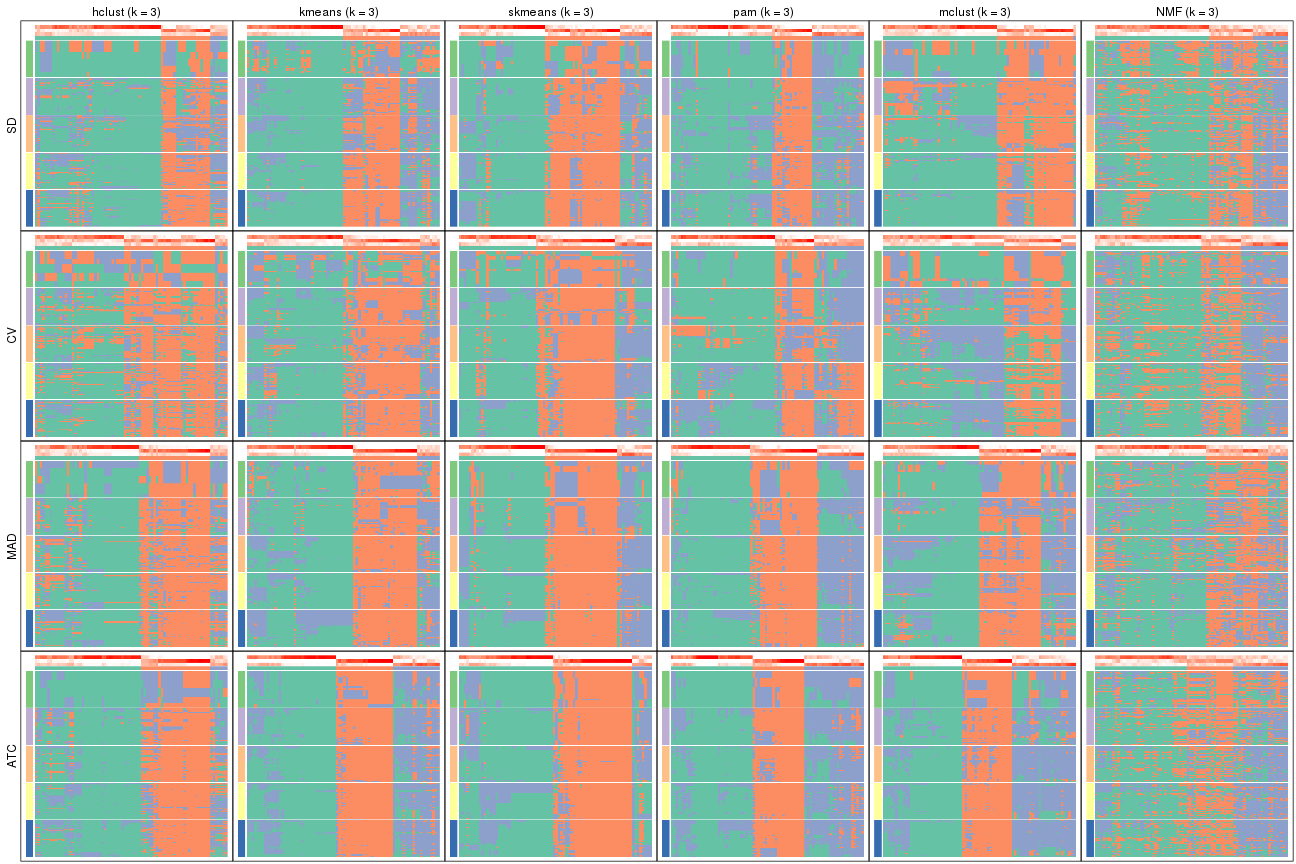 hclust (k = 3) kmeans (k = 3) skmeans (k = 3) pam (k = 3) mclust (k = 3) NMF (k = 3)
SD
CV
MAD
ATC